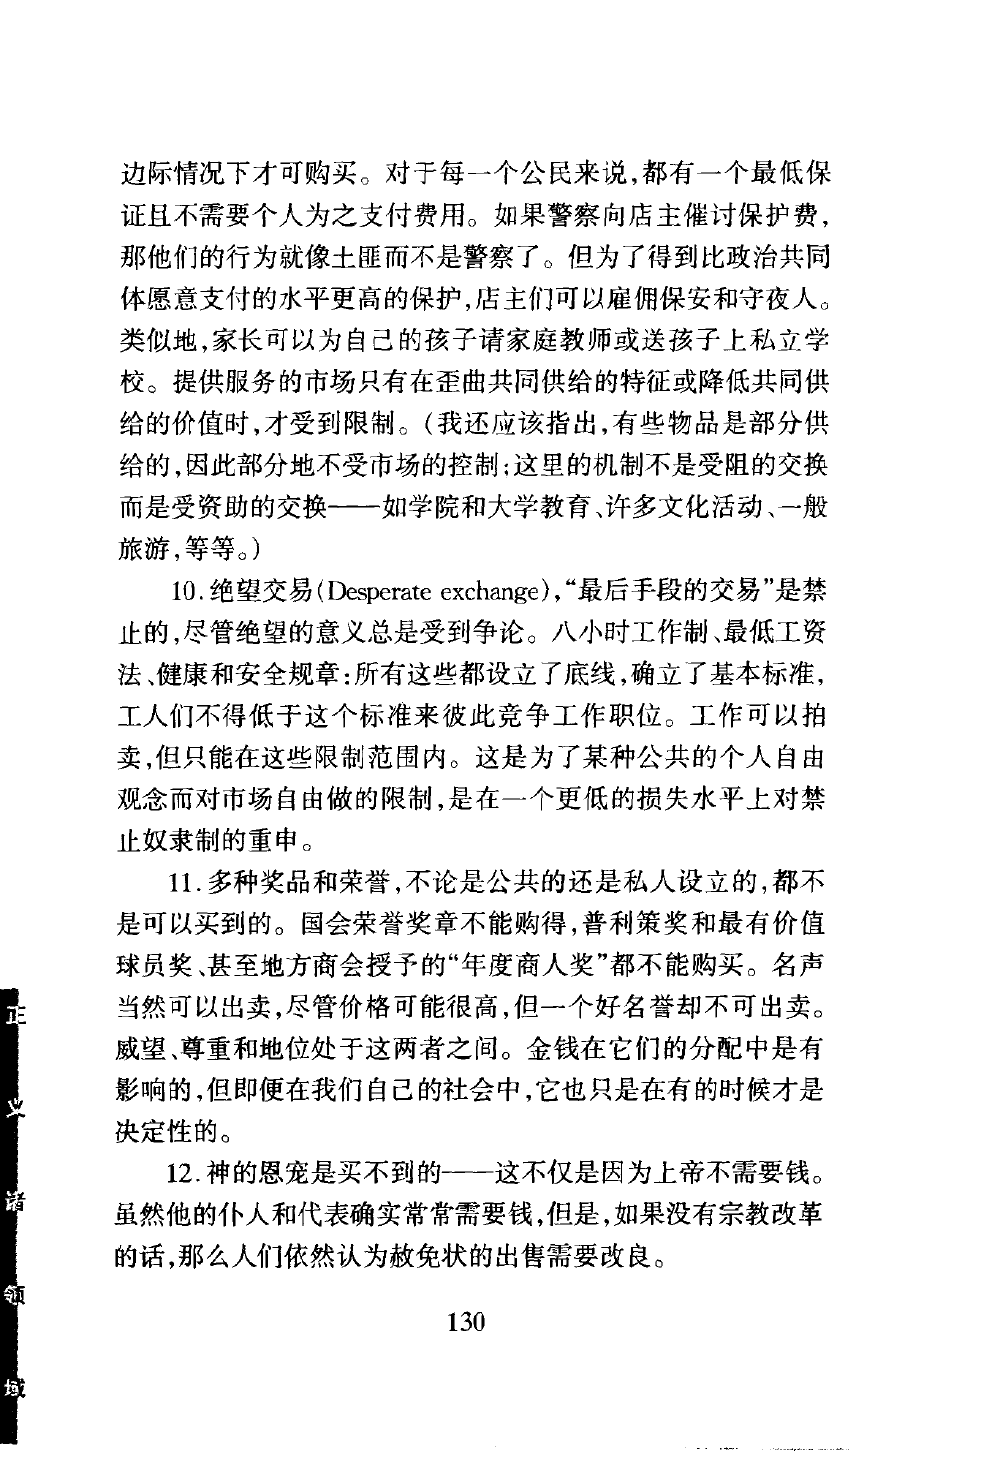 边际情况下才可购买。对于每一个公民来说,都有一个最低保
证且不需要个人为之支付费用。如果警察向店主催讨保护费,
那他们的行为就像土匪而不是警察了。但为了得到比政治共同
体愿意支付的水平更高的保护,店主们可以雇佣保安和守夜人。
类似地,家长可以为自己的孩子请家庭教师或送孩子上私立学
校。提供服务的市场只有在歪曲共同供给的特征或降低共同供
给的价值时,才受到限制。(我还应该指出,有些物品是部分供
给的,因此部分地不受市场的控制;这里的机制不是受阻的交换
而是受资助的交换——如学院和大学教育、许多文化活动、一般
旅游,等等。)
10.绝望交易(Desperate exchange),“最后手段的交易”是禁
止的,尽管绝望的意义总是受到争论。八小时工作制、最低工资
法、健康和安全规章:所有这些都设立了底线,确立了基本标准,
工人们不得低于这个标准来彼此竞争工作职位。工作可以拍
卖,但只能在这些限制范围内。这是为了某种公共的个人自由
观念而对市场自由做的限制,是在一个更低的损失水平上对禁
止奴隶制的重申。
11.多种奖品和荣誉,不论是公共的还是私人设立的,都不
是可以买到的。国会荣誉奖章不能购得,普利策奖和最有价值
球员奖、甚至地方商会授予的“年度商人奖”都不能购买。名声
当然可以出卖,尽管价格可能很高,但一个好名誉却不可出卖。
威望、尊重和地位处于这两者之间。金钱在它们的分配中是有
影响的,但即便在我们自己的社会中,它也只是在有的时候才是
决定性的。
12.神的恩宠是买不到的——这不仅是因为上帝不需要钱。
虽然他的仆人和代表确实常常需要钱,但是,如果没有宗教改革
的话,那么人们依然认为赦免状的出售需要改良。
130
正义诸领域